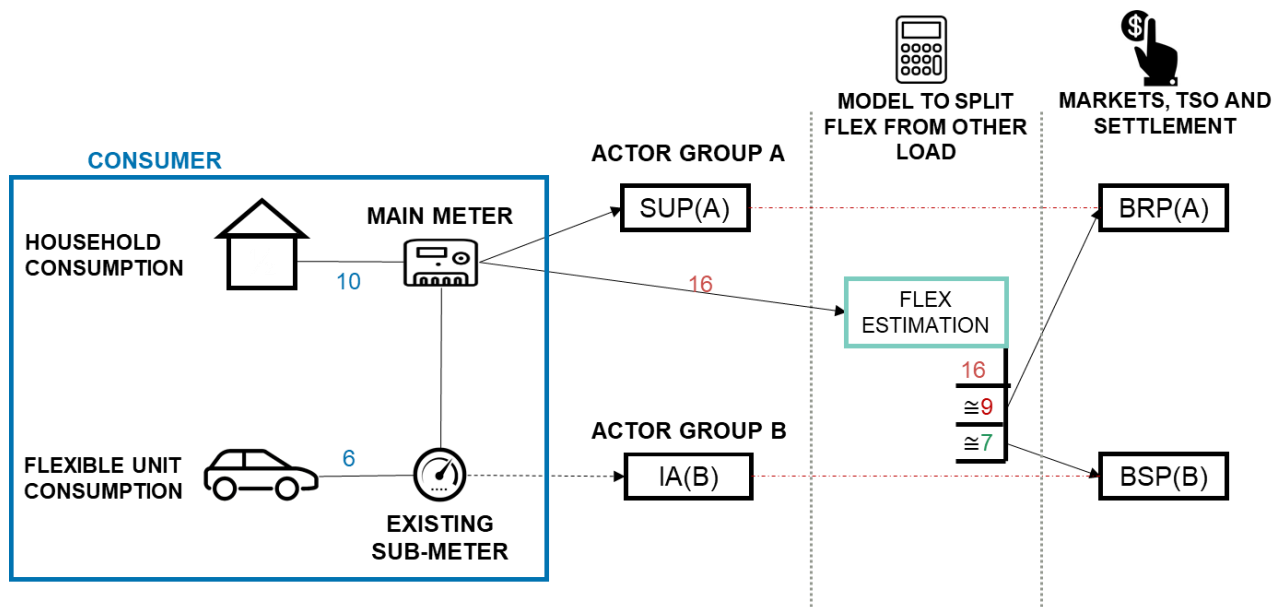 $
MODEL TO SPLIT
FLEX FROM OTHER
LOAD
MARKETS, TSO AND
SETTLEMENT
CONSUMER
ACTOR GROUP A
SUP(A)
BRP(A)
MAIN METER
HOUSEHOLD
CONSUMPTION
10
16
FLEX
ESTIMATION
16
≅9
≅7
ACTOR GROUP B
IA(B)
BSP(B)
FLEXIBLE UNIT
CONSUMPTION
6
EXISTING
SUB-METER